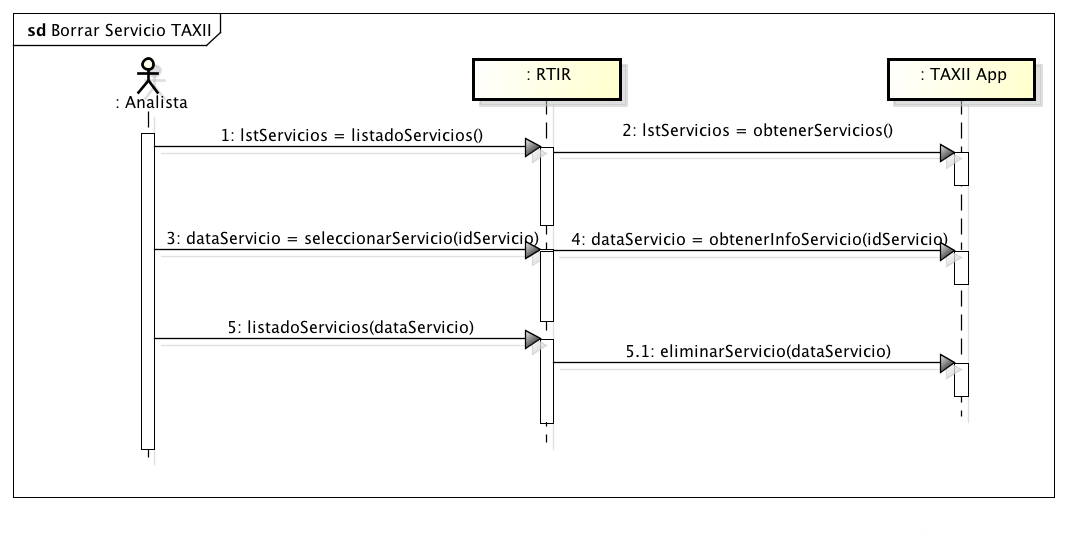 sd Borrar Servicio TAXII
: Analista
: RTIR
: TAXII App
1: lstServicios = listadoServicios()
2: lstServicios = obtenerServicios()
3: dataServicio = seleccionarServicio(idServicio)
4: dataServicio = obtenerInfoServicio(idServicio)
5: listadoServicios(dataServicio)
5.1: eliminarServicio(dataServicio)